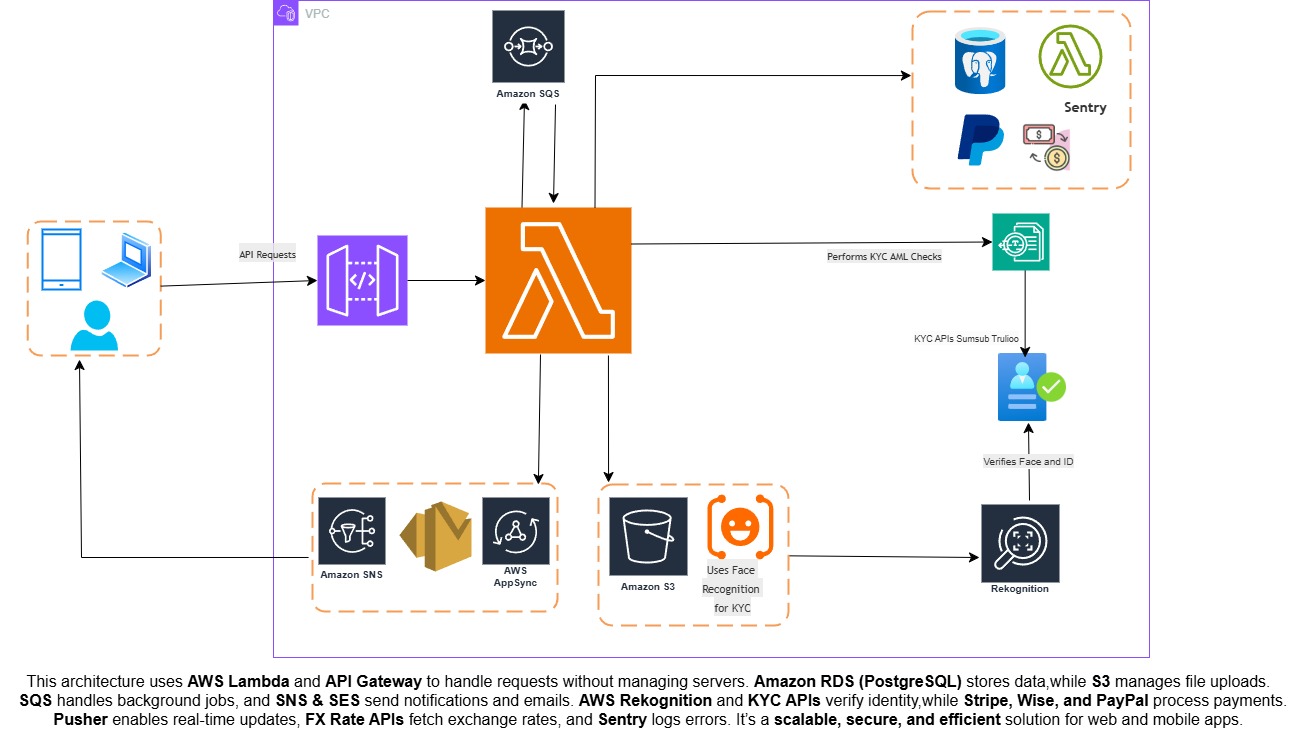 VPC
Amazon SQS
Sentry
API Requests
Performs KYC AML Checks
KYC APIs Sumsub Trulioo
Verifies Face and ID
Amazon SNS
AWS
AppSync
Amazon S3
Uses Face
Recognition
for KYC
Rekognition
This architecture uses AWS Lambda and API Gateway to handle requests without managing servers. Amazon RDS (PostgreSQL) stores data,while S3 manages file uploads.
SQS handles background jobs, and SNS & SES send notifications and emails. AWS Rekognition and KYC APIs verify identity,while Stripe, Wise, and PayPal process payments.
Pusher enables real-time updates, FX Rate APIs fetch exchange rates, and Sentry logs errors. It’s a scalable, secure, and efficient solution for web and mobile apps.